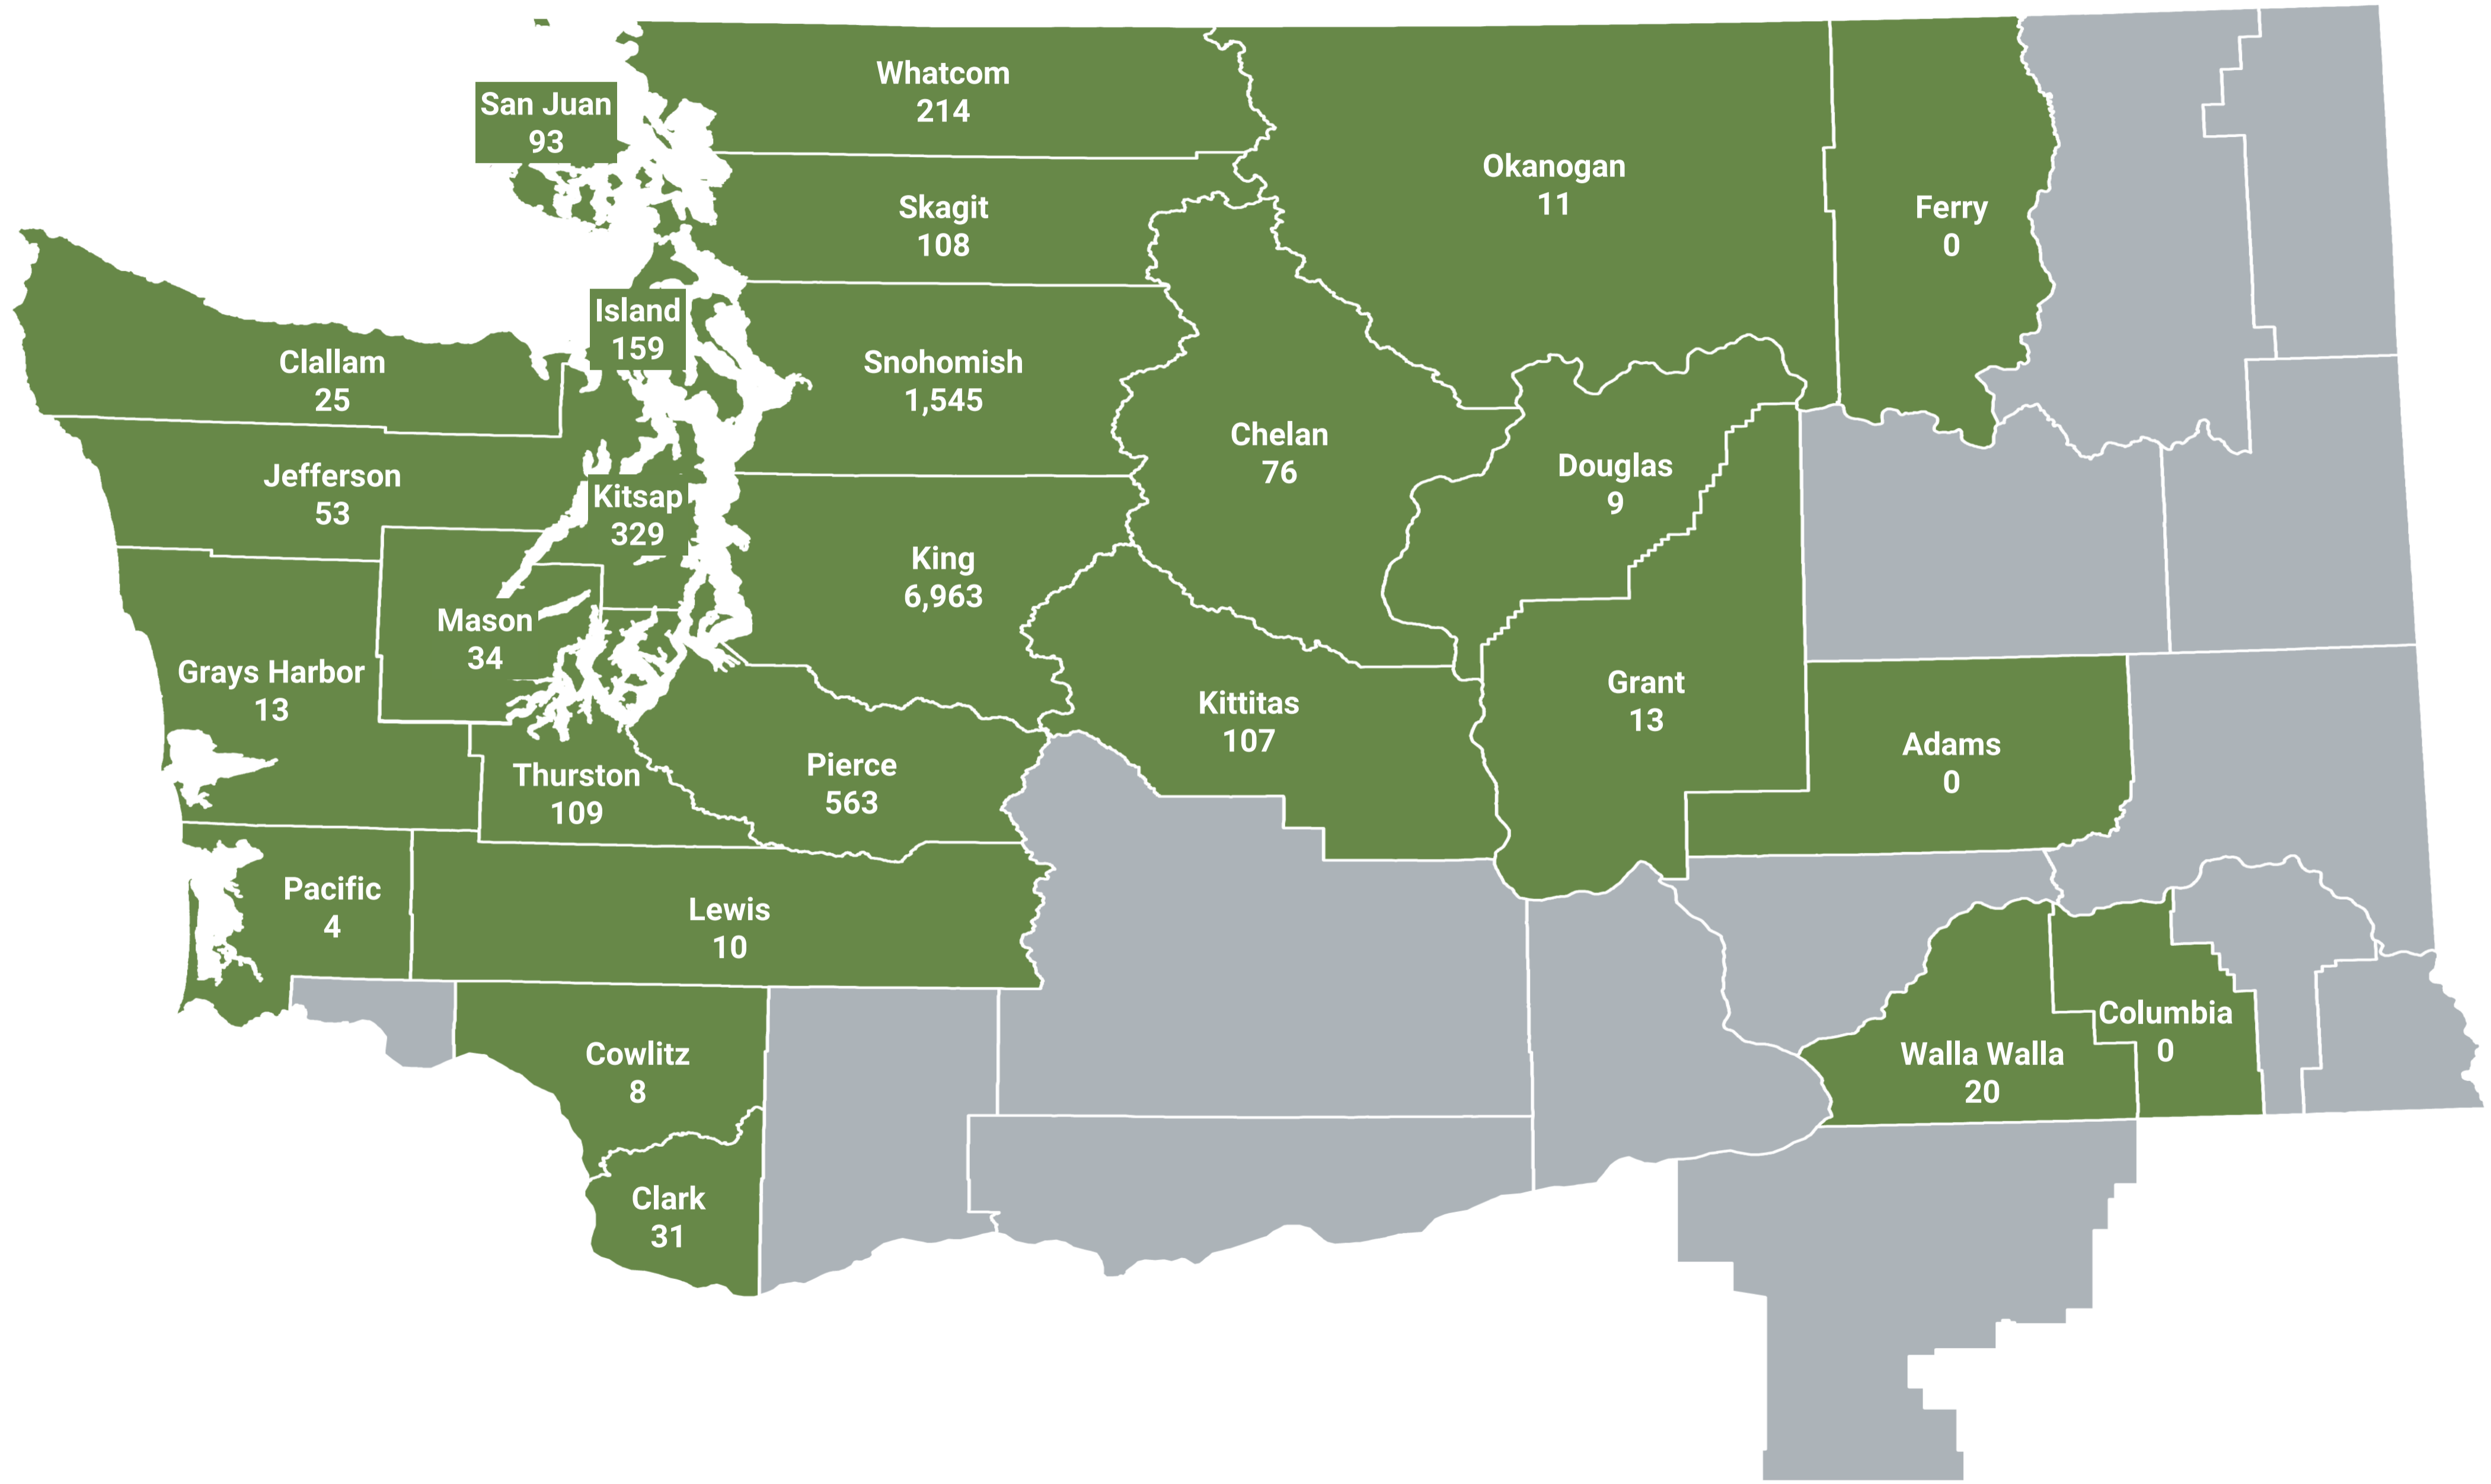 Whatcom
214
San Juan
93
Okanogan
11
Skagit
108
Ferry
0
Island
159
Clallam
25
Snohomish
1,545
Chelan
76
Douglas
9
Jefferson
53
Kitsap
329
King
6,963
Mason
34
Grays Harbor
13
Kittitas
107
Grant
13
Adams
0
Thurston
109
Pierce
563
Pacific
4
Lewis
10
Columbia
0
Cowlitz
8
Walla Walla
20
Clark
31